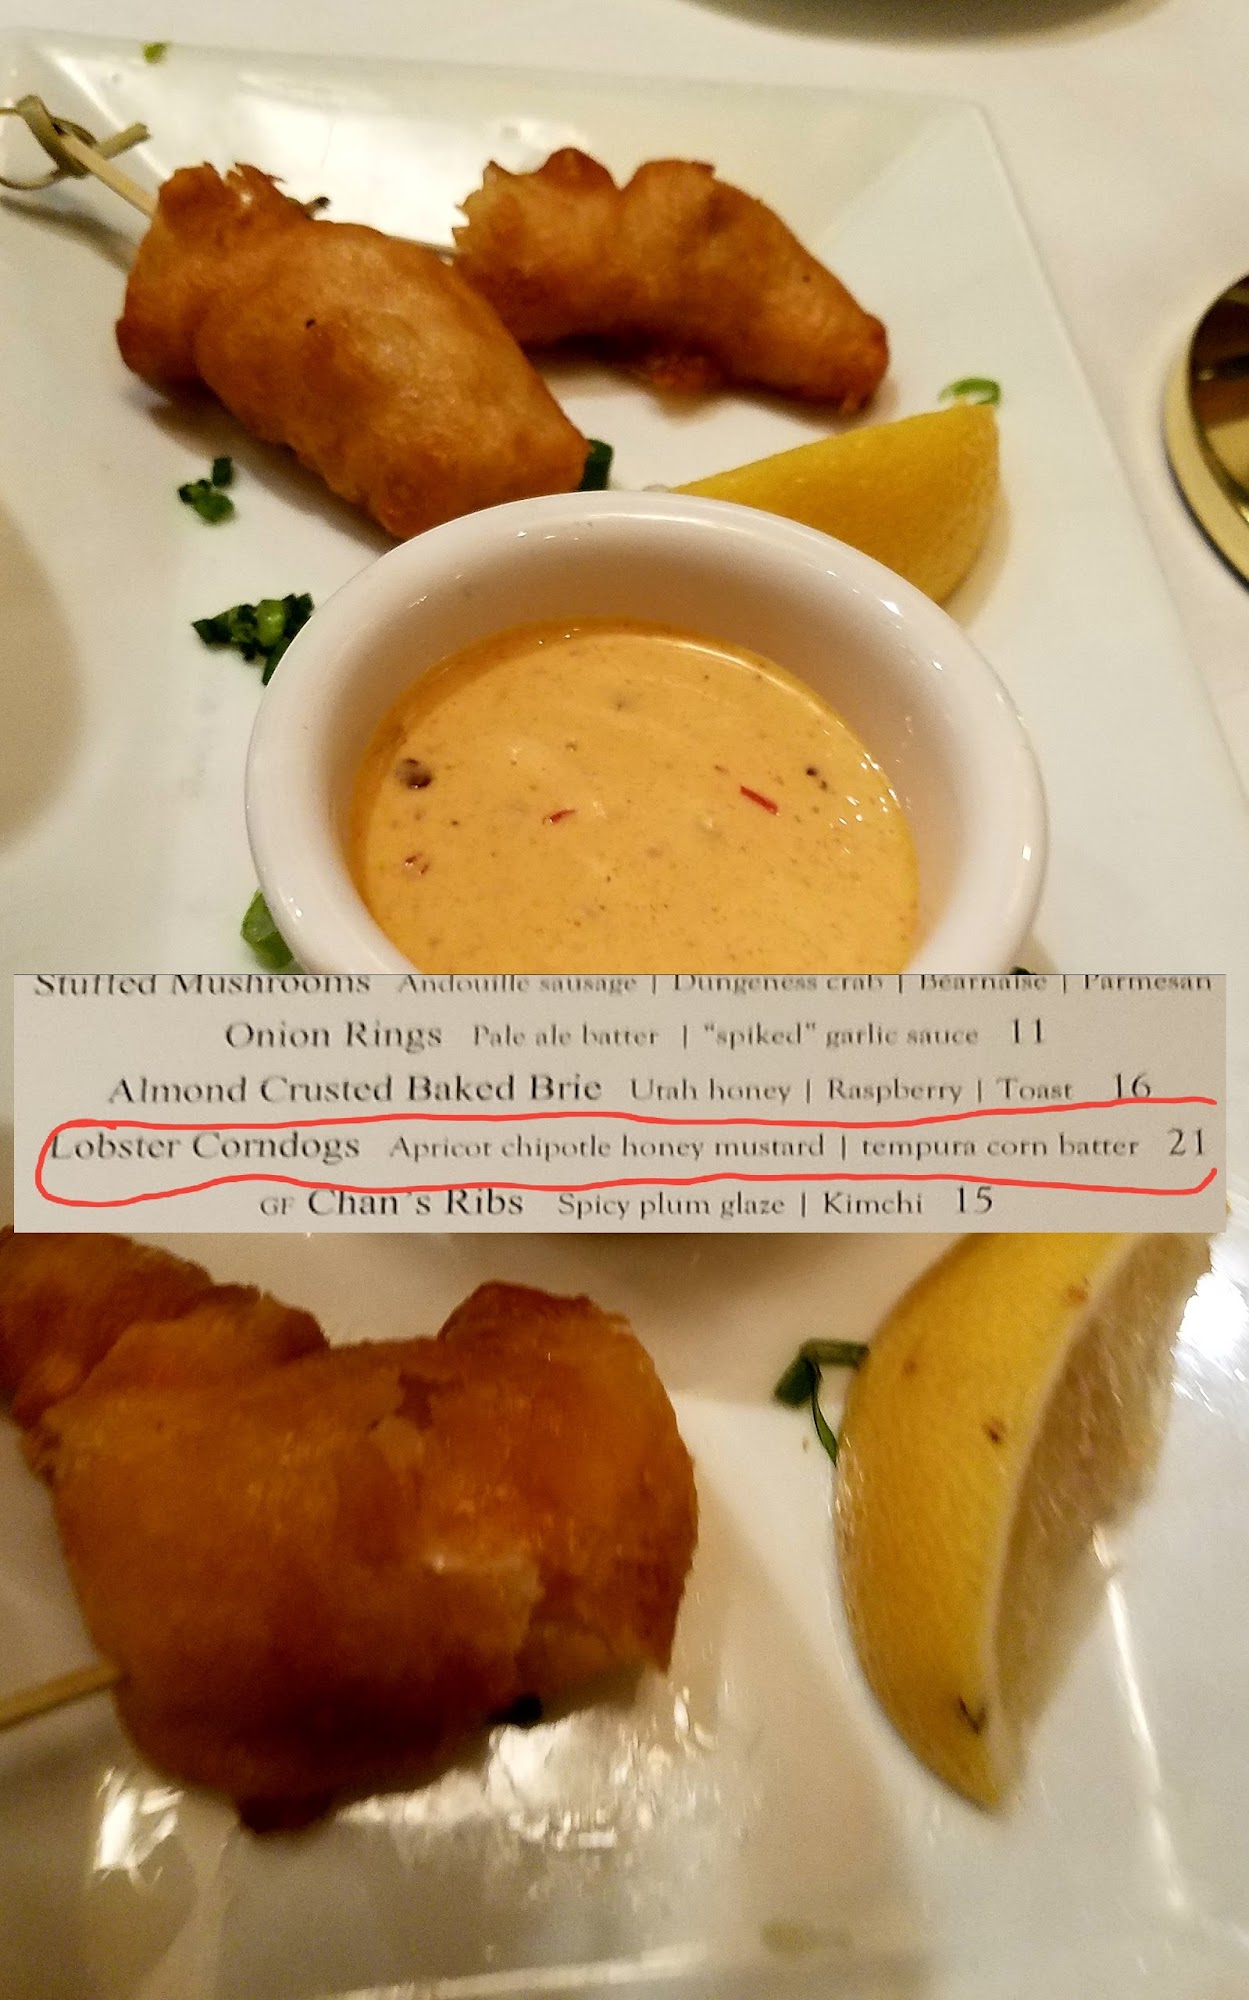 Stuffed Mushrooms Andouille sausage | Dungeness crab | Béarnaise | Parmesan
Onion Rings Pale ale batter | "spiked" garlic sauce 11
Almond Crusted Baked Brie Utah honey | Raspberry | Toast 16
Lobster Corndogs Apricot chipotle honey mustard | tempura corn batter 21
GF Chan's Ribs Spicy plum glaze | Kimchi 15